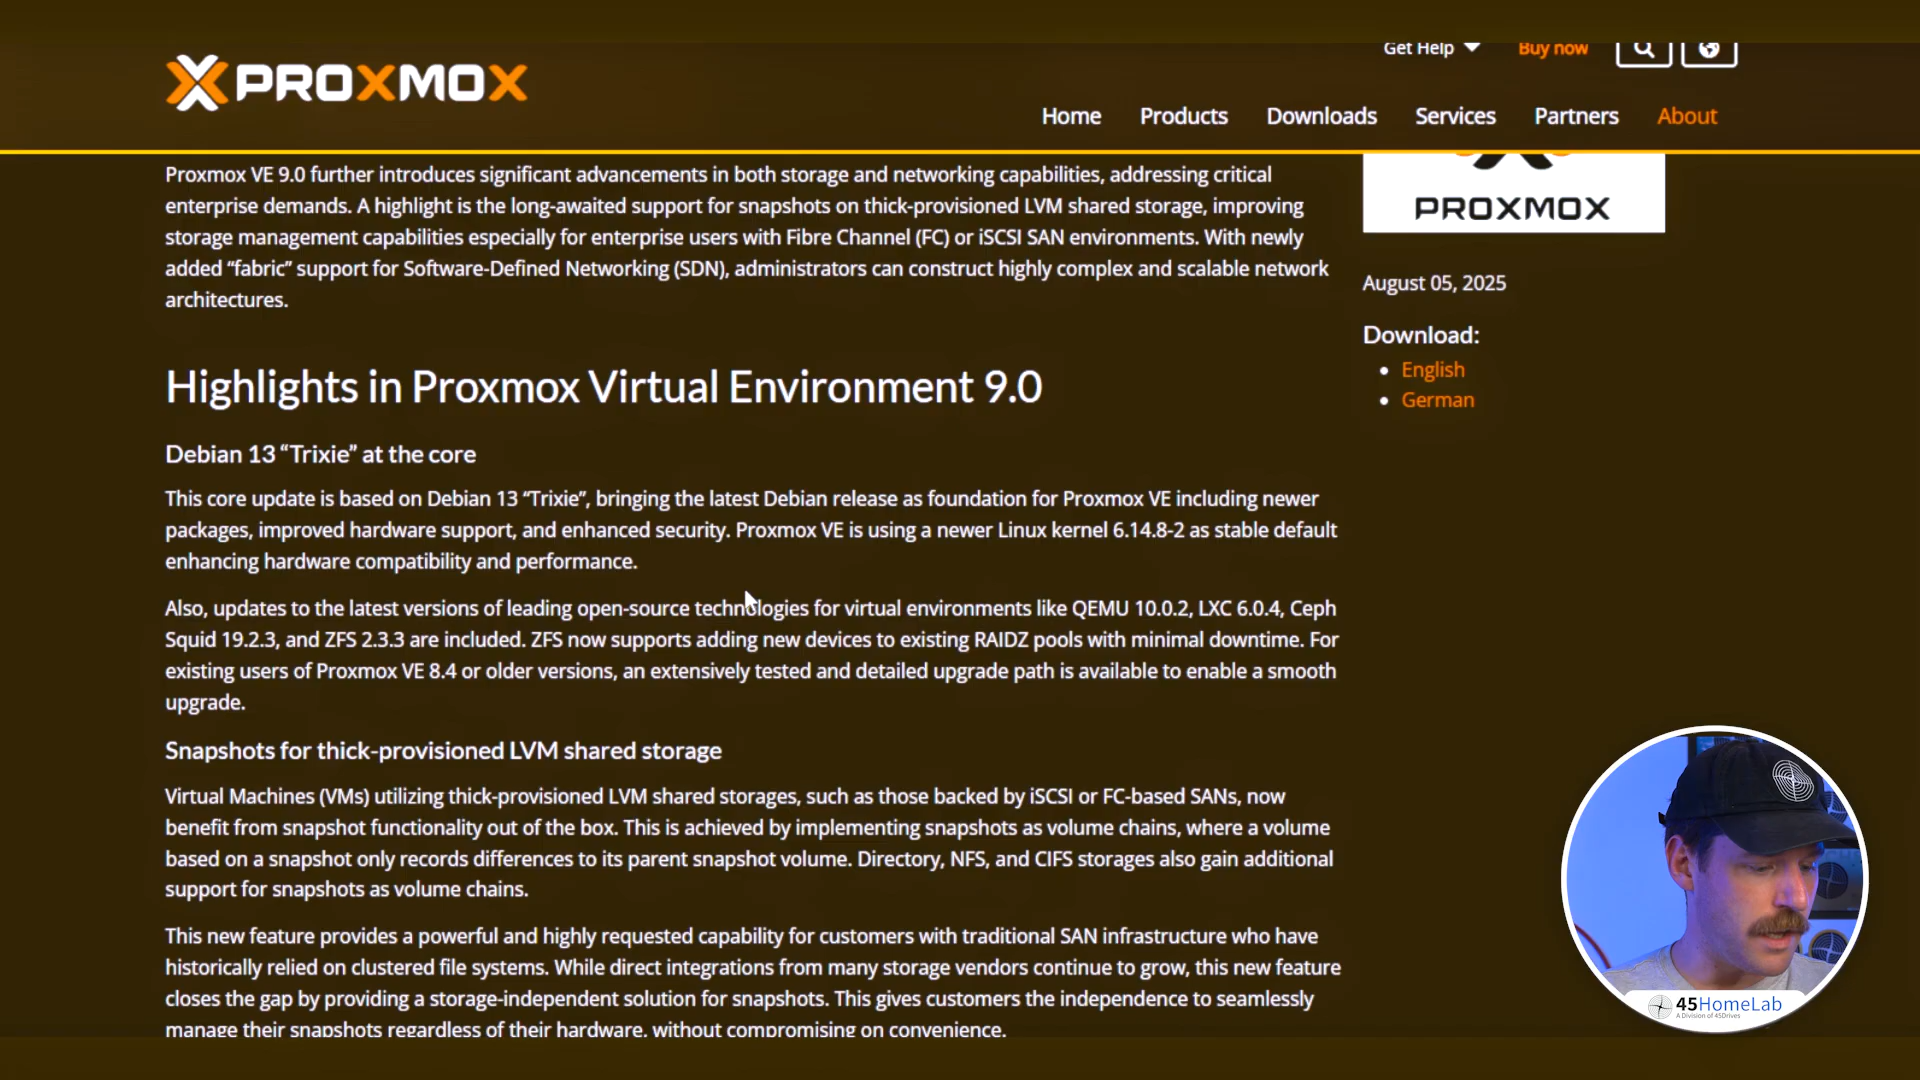 Get Help
Buy now
PROXMOX
Home
Products
Downloads
Services
Partners
About
Proxmox VE 9.0 further introduces significant advancements in both storage and networking capabilities, addressing critical
enterprise demands. A highlight is the long-awaited support for snapshots on thick-provisioned LVM shared storage, improving
storage management capabilities especially for enterprise users with Fibre Channel (FC) or iSCSI SAN environments. With newly
added “fabric” support for Software-Defined Networking (SDN), administrators can construct highly complex and scalable network
architectures.
PROXMOX
August 05, 2025
Download:
English
German
Highlights in Proxmox Virtual Environment 9.0
Debian 13 “Trixie” at the core
This core update is based on Debian 13 “Trixie”, bringing the latest Debian release as foundation for Proxmox VE including newer
packages, improved hardware support, and enhanced security. Proxmox VE is using a newer Linux kernel 6.14.8-2 as stable default
enhancing hardware compatibility and performance.
Also, updates to the latest versions of leading open-source technologies for virtual environments like QEMU 10.0.2, LXC 6.0.4, Ceph
Squid 19.2.3, and ZFS 2.3.3 are included. ZFS now supports adding new devices to existing RAIDZ pools with minimal downtime. For
existing users of Proxmox VE 8.4 or older versions, an extensively tested and detailed upgrade path is available to enable a smooth
upgrade.
Snapshots for thick-provisioned LVM shared storage
Virtual Machines (VMs) utilizing thick-provisioned LVM shared storages, such as those backed by iSCSI or FC-based SANs, now
benefit from snapshot functionality out of the box. This is achieved by implementing snapshots as volume chains, where a volume
based on a snapshot only records differences to its parent snapshot volume. Directory, NFS, and CIFS storages also gain additional
support for snapshots as volume chains.
This new feature provides a powerful and highly requested capability for customers with traditional SAN infrastructure who have
historically relied on clustered file systems. While direct integrations from many storage vendors continue to grow, this new feature
closes the gap by providing a storage-independent solution for snapshots. This gives customers the independence to seamlessly
manage their snapshots regardless of their hardware, without compromising on convenience.
45HomeLab
A Division of 45Drives